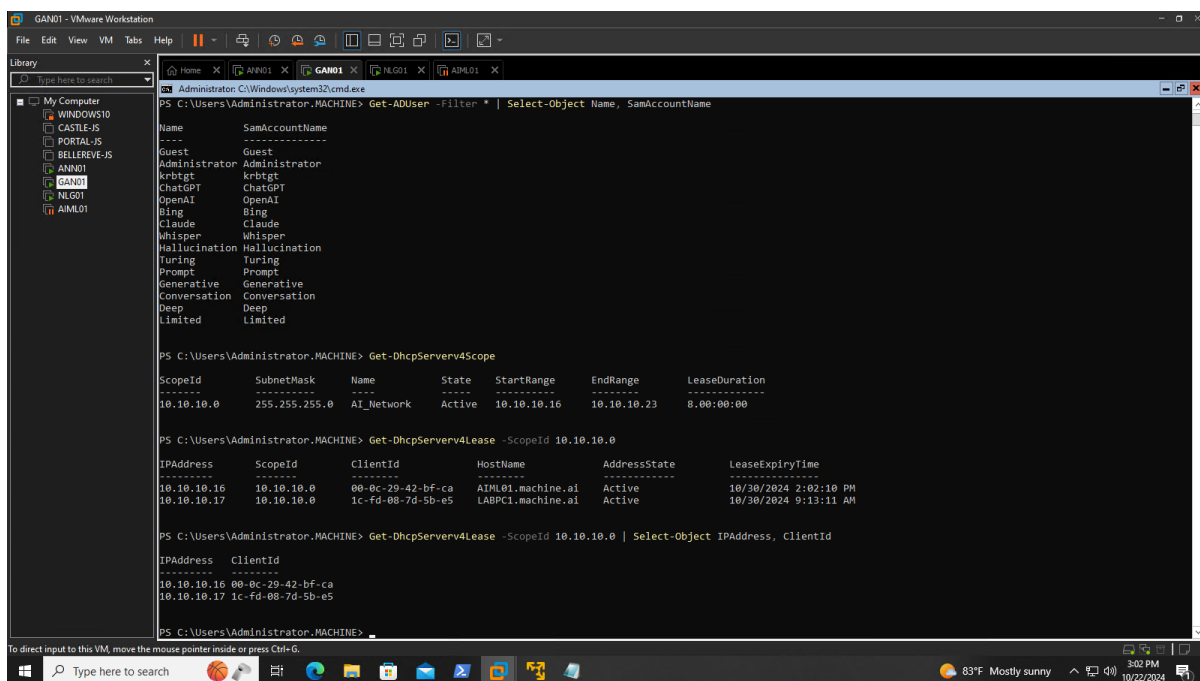 GAN01 - VMware Workstation
File Edit View VM Tabs Help
Library
Type here to search
My Computer
WINDOWS10
CASTLE-JS
PORTAL-JS
BELLEREVE-JS
ANN01
GAN01
NLG01
AIML01
Home ANN01 GAN01 NLG01 AIML01
Administrator: C:\Windows\system32\cmd.exe
PS C:\Users\Administrator.MACHINE> Get-ADUser -Filter * | Select-Object Name, SamAccountName
Name SamAccountName
---- --------------
Guest Guest
Administrator Administrator
krbtgt krbtgt
ChatGPT ChatGPT
OpenAI OpenAI
Bing Bing
Claude Claude
Whisper Whisper
Hallucination Hallucination
Turing Turing
Prompt Prompt
Generative Generative
Conversation Conversation
Deep Deep
Limited Limited
PS C:\Users\Administrator.MACHINE> Get-DhcpServerv4Scope
ScopeId SubnetMask Name State StartRange EndRange LeaseDuration
------- ---------- ---- ----- ---------- -------- -------------
10.10.10.0 255.255.255.0 AI_Network Active 10.10.10.16 10.10.10.23 8.00:00:00
PS C:\Users\Administrator.MACHINE> Get-DhcpServerv4Lease -ScopeId 10.10.10.0
IPAddress ScopeId ClientId HostName AddressState LeaseExpiryTime
--------- ------- -------- -------- ------------ ---------------
10.10.10.16 10.10.10.0 00-0c-29-42-bf-ca AIML01.machine.ai Active 10/30/2024 2:02:10 PM
10.10.10.17 10.10.10.0 1c-fd-08-7d-5b-e5 LABPC1.machine.ai Active 10/30/2024 9:13:11 AM
PS C:\Users\Administrator.MACHINE> Get-DhcpServerv4Lease -ScopeId 10.10.10.0 | Select-Object IPAddress, ClientId
IPAddress ClientId
--------- --------
10.10.10.16 00-0c-29-42-bf-ca
10.10.10.17 1c-fd-08-7d-5b-e5
PS C:\Users\Administrator.MACHINE> _
To direct input to this VM, move the mouse pointer inside or press Ctrl+G.
Type here to search
83°F Mostly sunny
3:02 PM
10/22/2024